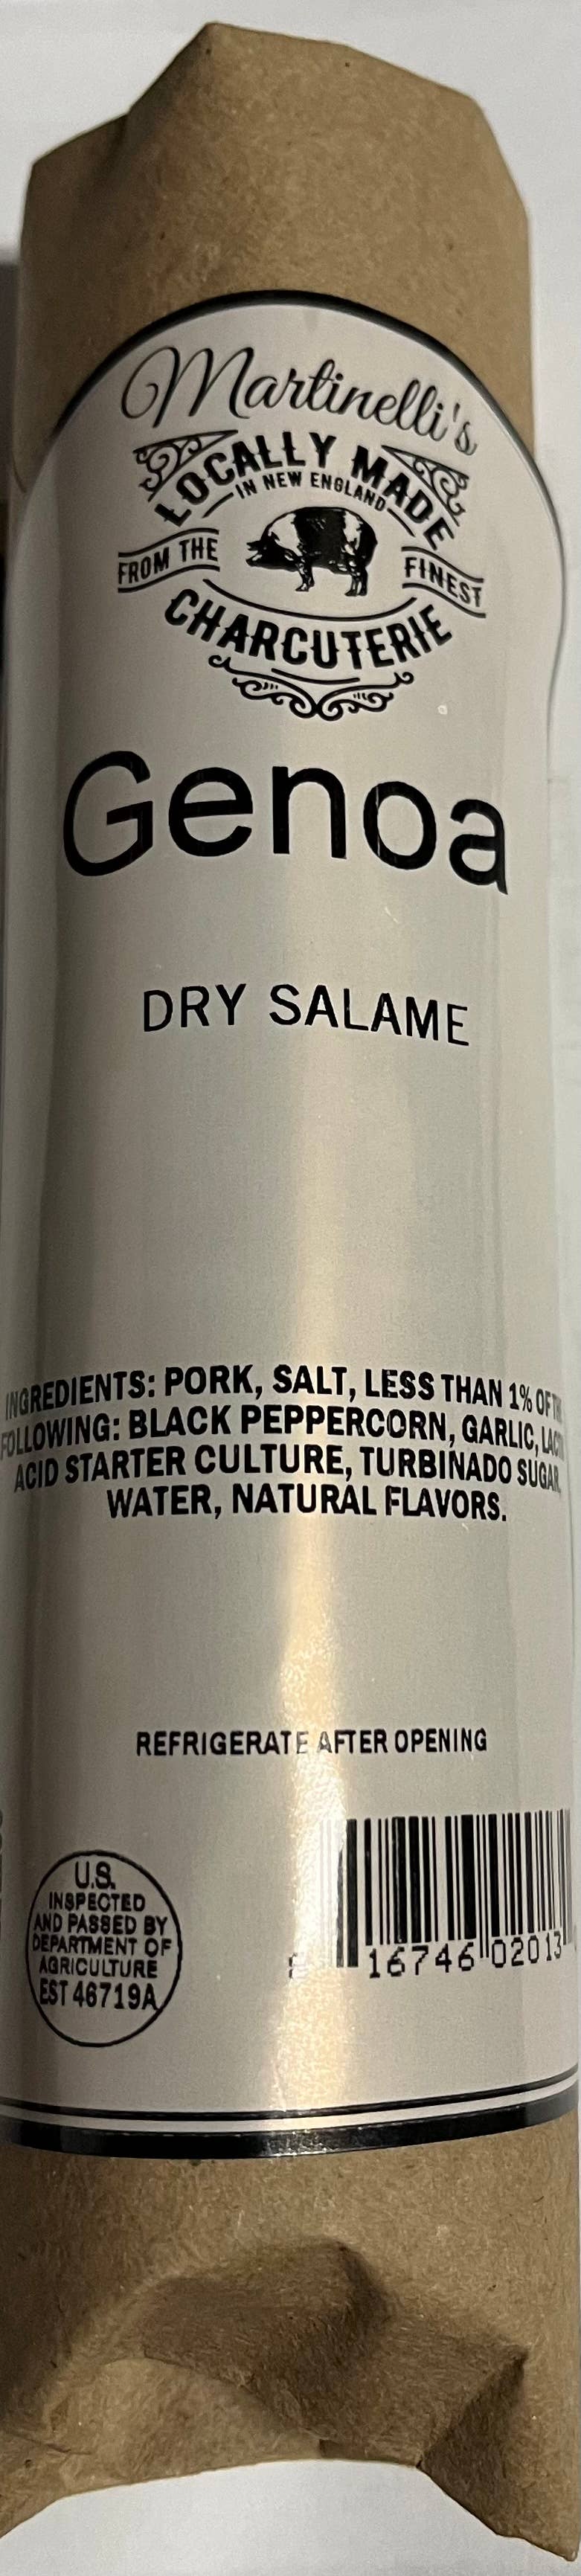 Martinelli's
LOCALLY MADE
IN NEW ENGLAND
FROM THE FINEST
CHARCUTERIE
Genoa
DRY SALAME
INGREDIENTS: PORK, SALT, LESS THAN 1% OF
FOLLOWING: BLACK PEPPERCORN, GARLIC,
ACID STARTER CULTURE, TURBINADO SUGAR,
WATER, NATURAL FLAVORS.
REFRIGERATE AFTER OPENING
U.S.
INSPECTED
AND PASSED BY
DEPARTMENT OF
AGRICULTURE
EST 46719A
16746 02013